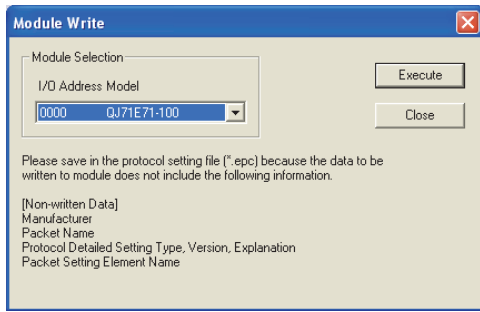 Module Write
Module Selection
I/O Address Model
0000 QJ71E71-100
Execute
Close
Please save in the protocol setting file (*.epc) because the data to be
written to module does not include the following information.
[Non-written Data]
Manufacturer
Packet Name
Protocol Detailed Setting Type, Version, Explanation
Packet Setting Element Name